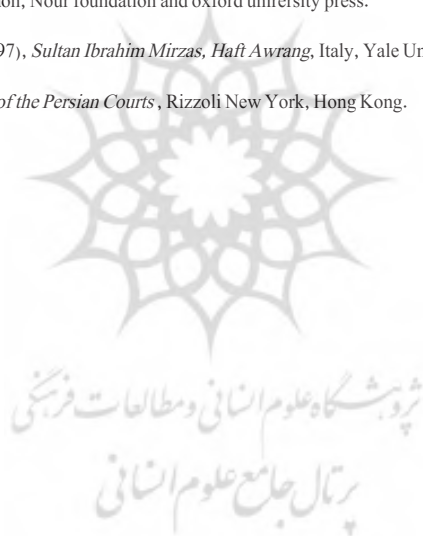 on, Nour foundation and oxford unifersity press.
97), Sultan Ibrahim Mirzas, Haft Awrang, Italy, Yale Un
of the Persian Courts , Rizzoli New York, Hong Kong.
پژوهشگاه علوم انسانی و مطالعات فرهنگی
پرتال جامع علوم انسانی